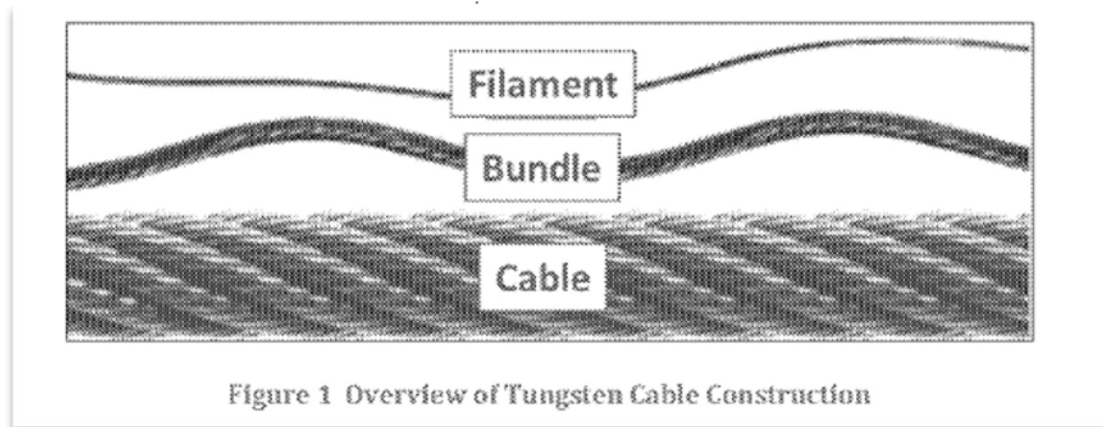 Filament
Bundle
Cable
Figure 1 Overview of Tungsten Cable Construction